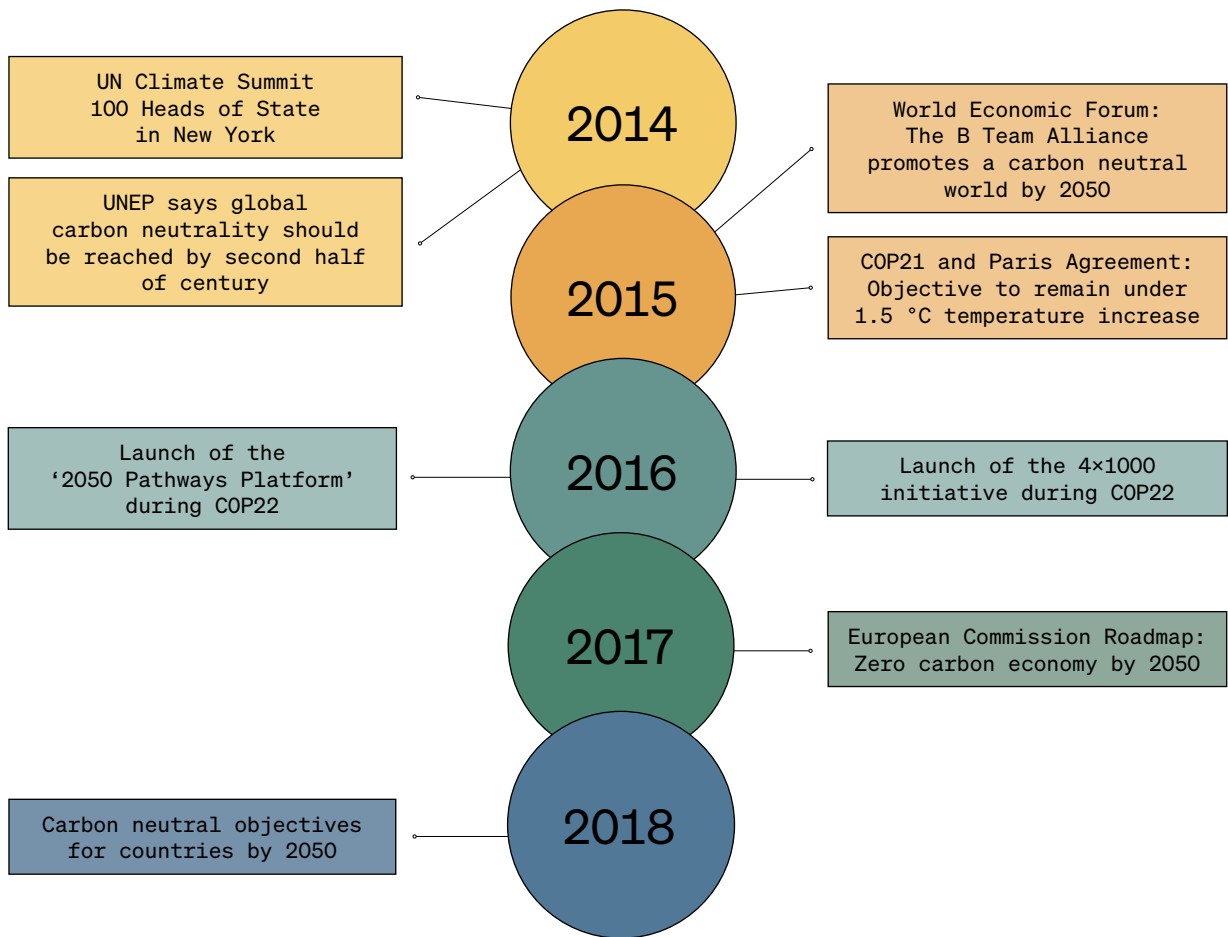 2014
UN Climate Summit
100 Heads of State
in New York
UNEP says global
carbon neutrality should
be reached by second half
of century
2015
World Economic Forum:
The B Team Alliance
promotes a carbon neutral
world by 2050
COP21 and Paris Agreement:
Objective to remain under
1.5 °C temperature increase
2016
Launch of the
‘2050 Pathways Platform’
during COP22
Launch of the 4×1000
initiative during COP22
2017
European Commission Roadmap:
Zero carbon economy by 2050
2018
Carbon neutral objectives
for countries by 2050